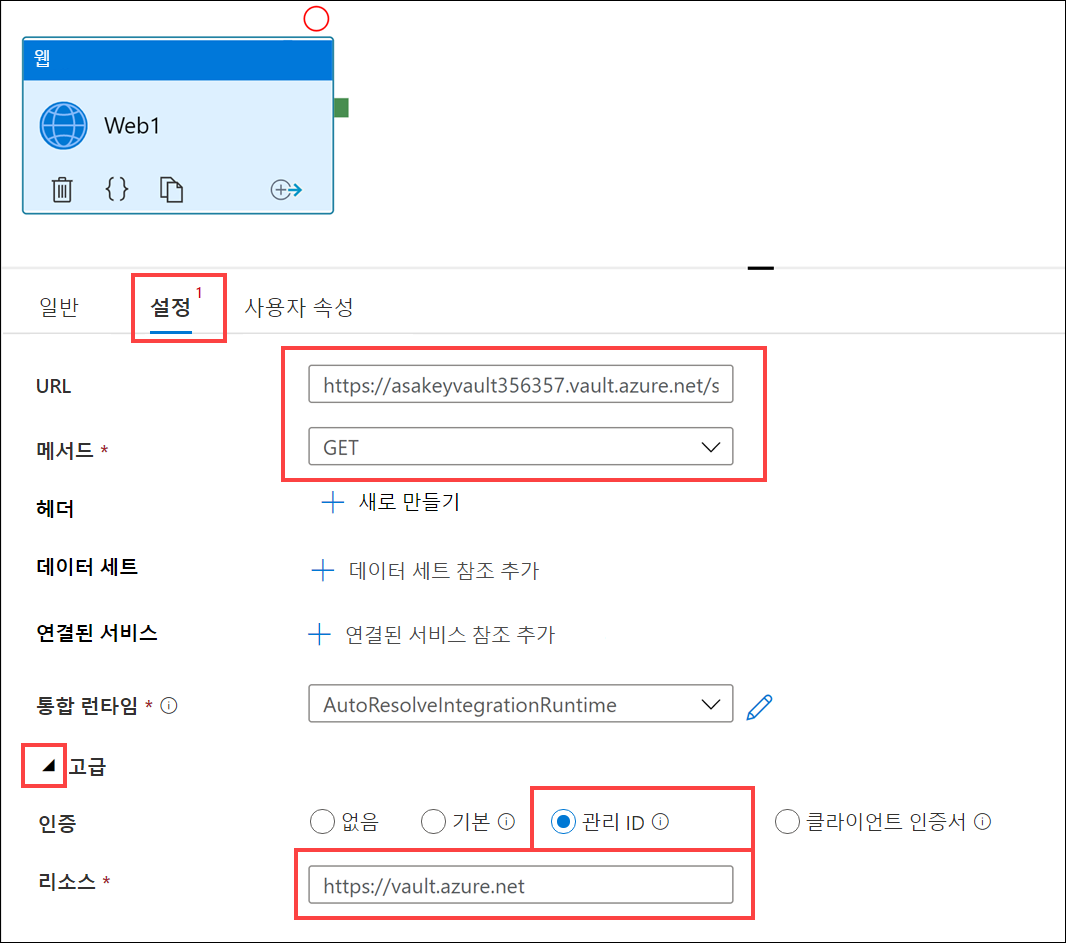 웹
Web1
일반 설정 1 사용자 속성
URL https://asakeyvault356357.vault.azure.net/s
메서드 * GET
헤더 + 새로 만들기
데이터 세트 + 데이터 세트 참조 추가
연결된 서비스 + 연결된 서비스 참조 추가
통합 런타임 * AutoResolveIntegrationRuntime
고급
인증 없음 기본 관리 ID 클라이언트 인증서
리소스 * https://vault.azure.net